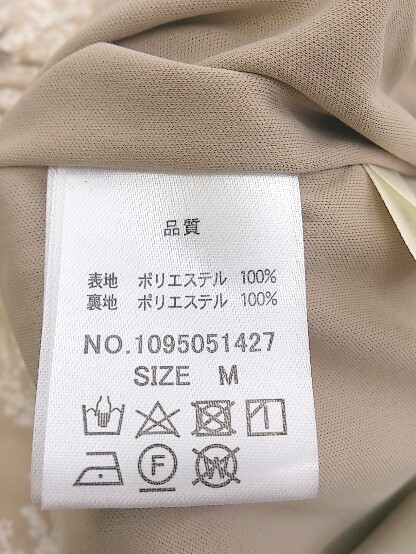 品質
表地 ポリエステル 100%
裏地 ポリエステル 100%
NO.1095051427
SIZE M
F
W